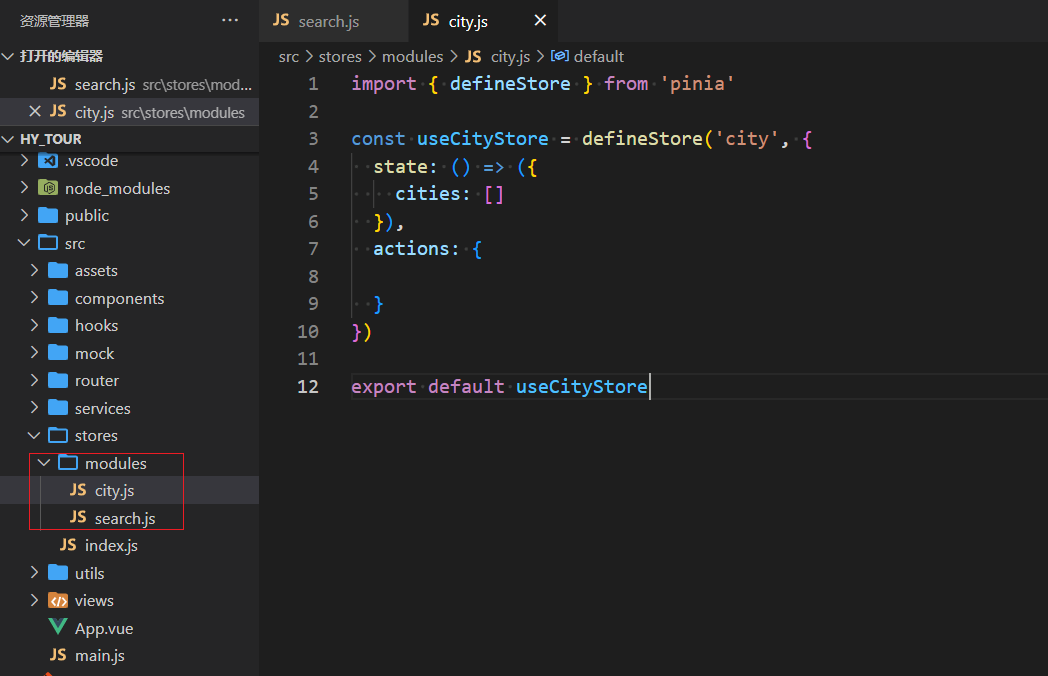 资源管理器 ···
打开的编辑器
JS search.js src\stores\mod...
JS city.js src\stores\modules
HY_TOUR
.vscode
node_modules
public
src
assets
components
hooks
mock
router
services
stores
modules
JS city.js
JS search.js
JS index.js
utils
views
App.vue
JS main.js
JS search.js
JS city.js
src > stores > modules > JS city.js > default
1 import { defineStore } from 'pinia'
2
3 const useCityStore = defineStore('city', {
4 state: () => ({
5 cities: []
6 }),
7 actions: {
8
9 }
10 })
11
12 export default useCityStore